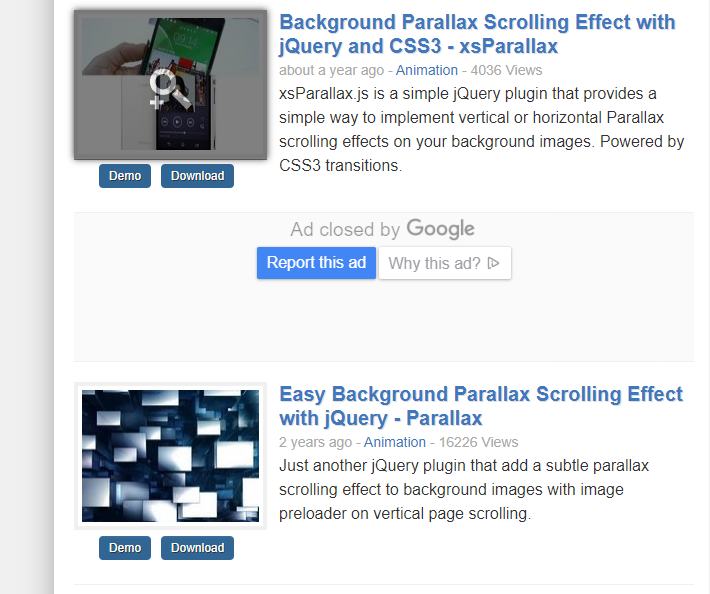 Background Parallax Scrolling Effect with
jQuery and CSS3 - xsParallax
about a year ago - Animation - 4036 Views
xsParallax.js is a simple jQuery plugin that provides a
simple way to implement vertical or horizontal Parallax
scrolling effects on your background images. Powered by
CSS3 transitions.
09:14
Demo Download
Ad closed by Google
Report this ad Why this ad?
Easy Background Parallax Scrolling Effect
with jQuery - Parallax
2 years ago - Animation - 16226 Views
Just another jQuery plugin that add a subtle parallax
scrolling effect to background images with image
preloader on vertical page scrolling.
Demo Download